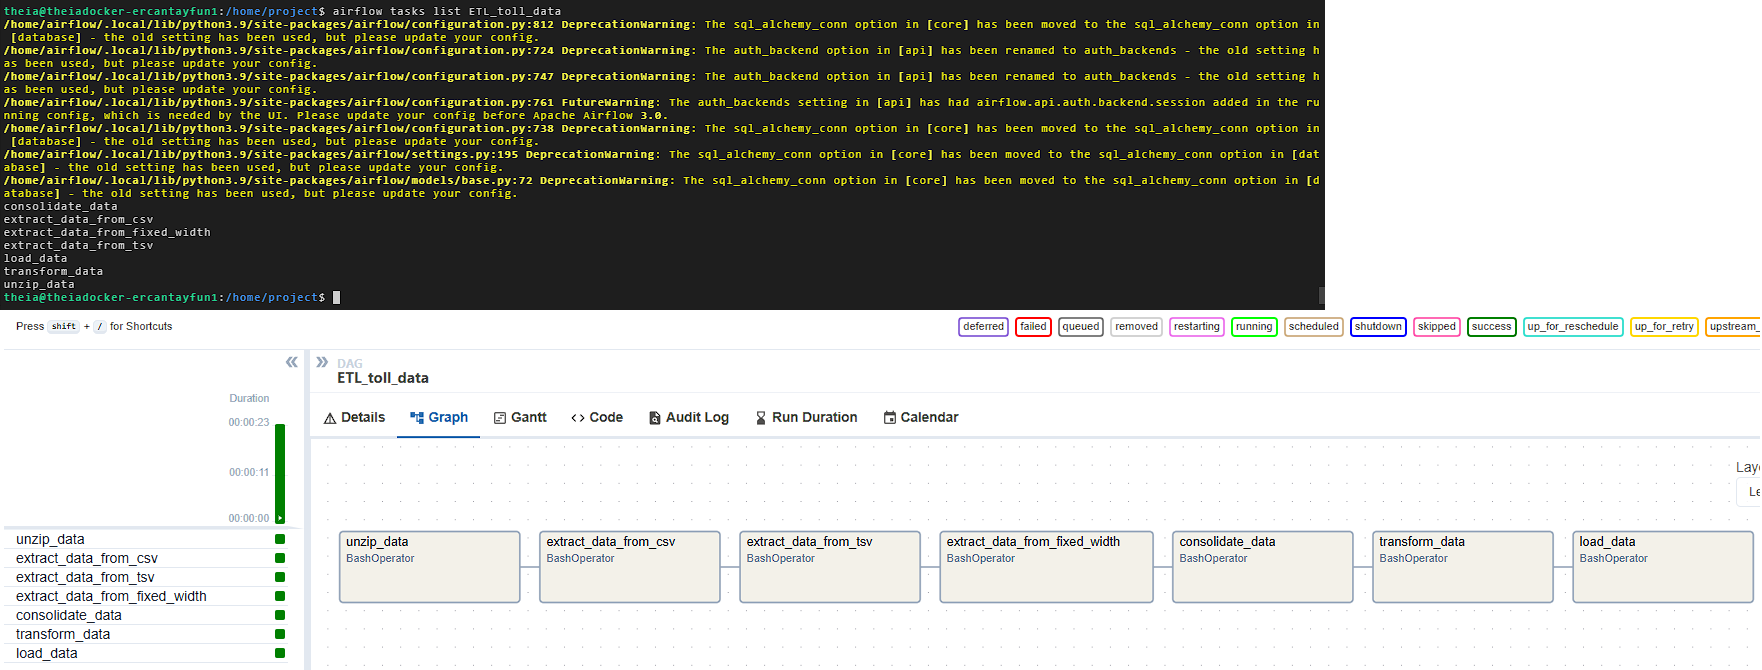 theia@theiadocker-ercantayfun1:/home/project$ airflow tasks list ETL_toll_data
/home/airflow/.local/lib/python3.9/site-packages/airflow/configuration.py:812 DeprecationWarning: The sql_alchemy_conn option in [core] has been moved to the sql_alchemy_conn option in
 [database] - the old setting has been used, but please update your config.
/home/airflow/.local/lib/python3.9/site-packages/airflow/configuration.py:724 DeprecationWarning: The auth_backend option in [api] has been renamed to auth_backends - the old setting h
as been used, but please update your config.
/home/airflow/.local/lib/python3.9/site-packages/airflow/configuration.py:747 DeprecationWarning: The auth_backend option in [api] has been renamed to auth_backends - the old setting h
as been used, but please update your config.
/home/airflow/.local/lib/python3.9/site-packages/airflow/configuration.py:761 FutureWarning: The auth_backends setting in [api] has had airflow.api.auth.backend.session added in the ru
nning config, which is needed by the UI. Please update your config before Apache Airflow 3.0.
/home/airflow/.local/lib/python3.9/site-packages/airflow/configuration.py:738 DeprecationWarning: The sql_alchemy_conn option in [core] has been moved to the sql_alchemy_conn option in
 [database] - the old setting has been used, but please update your config.
/home/airflow/.local/lib/python3.9/site-packages/airflow/settings.py:195 DeprecationWarning: The sql_alchemy_conn option in [core] has been moved to the sql_alchemy_conn option in [dat
abase] - the old setting has been used, but please update your config.
/home/airflow/.local/lib/python3.9/site-packages/airflow/models/base.py:72 DeprecationWarning: The sql_alchemy_conn option in [core] has been moved to the sql_alchemy_conn option in [d
atabase] - the old setting has been used, but please update your config.
consolidate_data
extract_data_from_csv
extract_data_from_fixed_width
extract_data_from_tsv
load_data
transform_data
unzip_data
theia@theiadocker-ercantayfun1:/home/project$
Press shift + / for Shortcuts
deferred failed queued removed restarting running scheduled shutdown skipped success up_for_reschedule up_for_retry upstream_
DAG
ETL_toll_data
Duration
00:00:23
00:00:11
00:00:00
unzip_data
extract_data_from_csv
extract_data_from_tsv
extract_data_from_fixed_width
consolidate_data
transform_data
load_data
Details Graph Gantt Code Audit Log Run Duration Calendar
Lay
Le
unzip_data
BashOperator
extract_data_from_csv
BashOperator
extract_data_from_tsv
BashOperator
extract_data_from_fixed_width
BashOperator
consolidate_data
BashOperator
transform_data
BashOperator
load_data
BashOperator